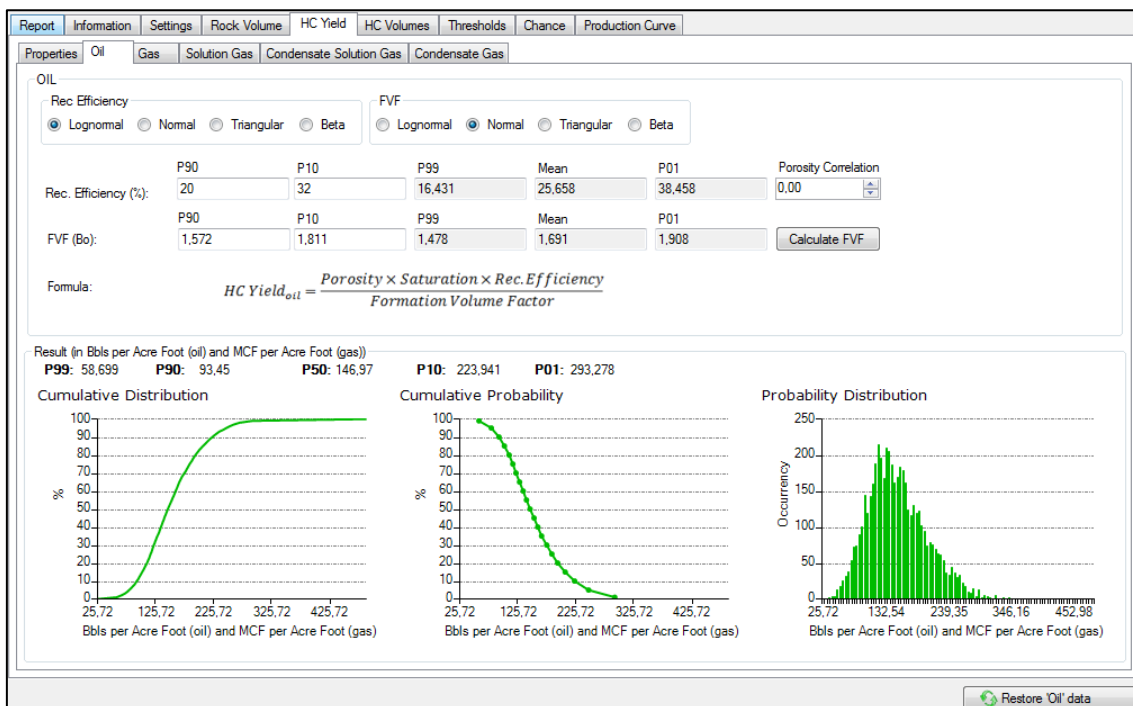 Report Information Settings Rock Volume HC Yield HC Volumes Thresholds Chance Production Curve
Properties Oil Gas Solution Gas Condensate Solution Gas Condensate Gas
OIL
Rec Efficiency FVF
Lognormal Normal Triangular Beta Lognormal Normal Triangular Beta
P90 P10 P99 Mean P01 Porosity Correlation
Rec. Efficiency (%): 20 32 16,431 25,658 38,458 0,00
P90 P10 P99 Mean P01
FVF (Bo): 1,572 1,811 1,478 1,691 1,908 Calculate FVF
Formula: HC Yield_oil = Porosity × Saturation × Rec.Efficiency
Formation Volume Factor
Result (in Bbls per Acre Foot (oil) and MCF per Acre Foot (gas))
P99: 58,699 P90: 93,45 P50: 146,97 P10: 223,941 P01: 293,278
Cumulative Distribution
100
90
80
70
60
50
40
30
20
10
0
%
25,72 125,72 225,72 325,72 425,72
Bbls per Acre Foot (oil) and MCF per Acre Foot (gas)
Cumulative Probability
100
90
80
70
60
50
40
30
20
10
0
%
25,72 125,72 225,72 325,72 425,72
Bbls per Acre Foot (oil) and MCF per Acre Foot (gas)
Probability Distribution
250
200
150
100
50
0
Occurrency
25,72 132,54 239,35 346,16 452,98
Bbls per Acre Foot (oil) and MCF per Acre Foot (gas)
Restore 'Oil' data